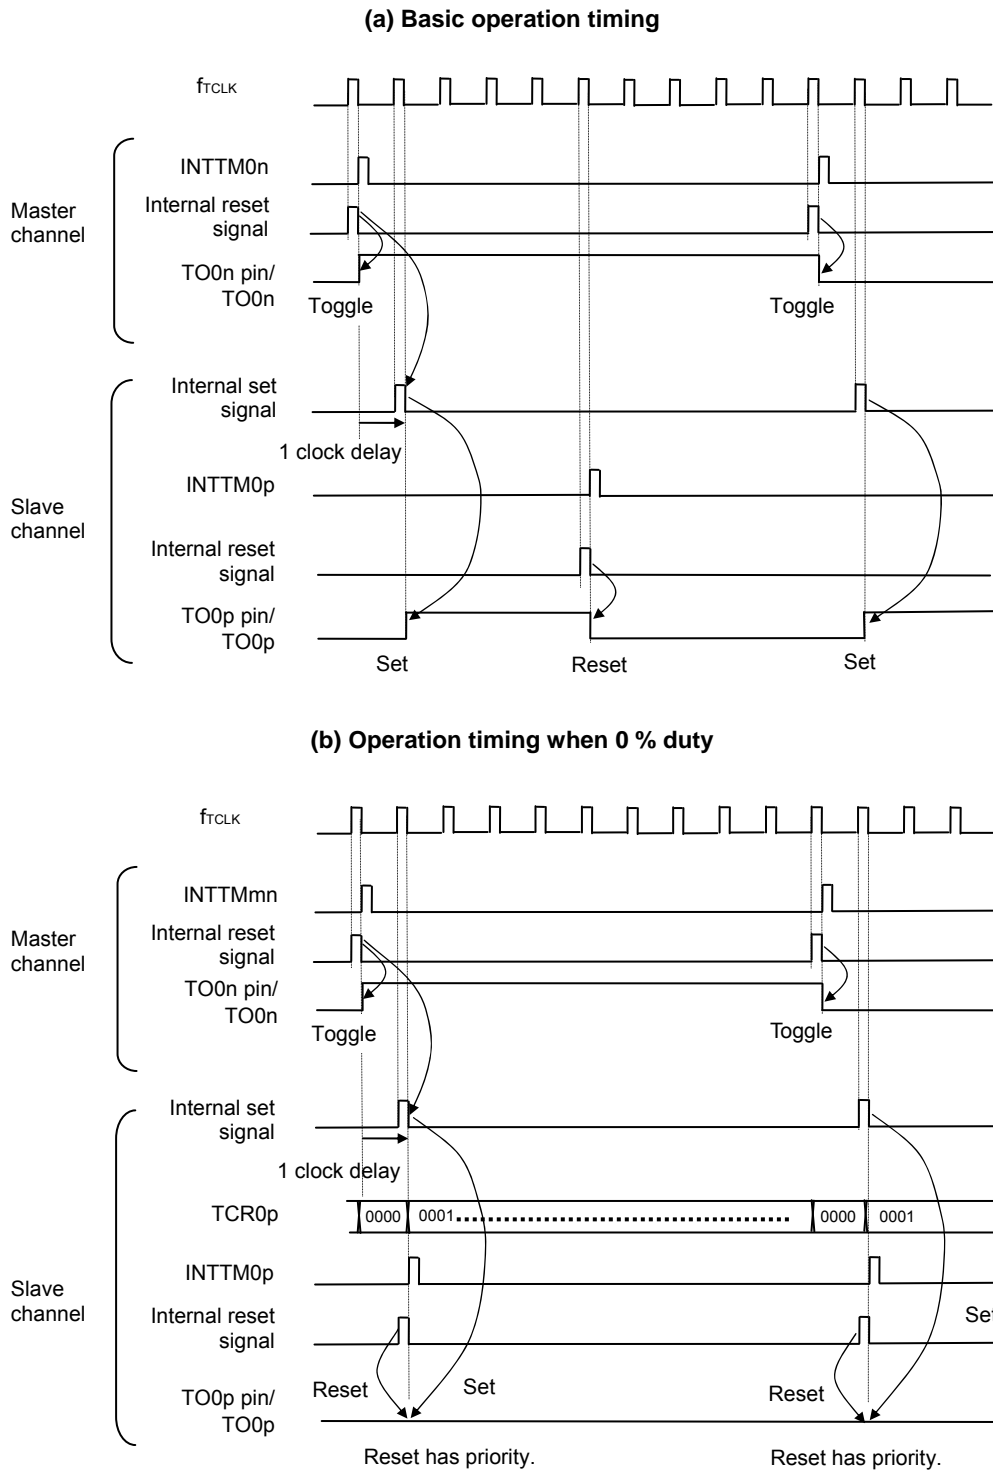 (a) Basic operation timing
fTCLK
INTTM0n
Master
channel
Internal reset
signal
TO0n pin/
TO0n
Toggle
Toggle
Internal set
signal
1 clock delay
INTTM0p
Slave
channel
Internal reset
signal
TO0p pin/
TO0p
Set
Reset
Set
(b) Operation timing when 0 % duty
fTCLK
INTTMmn
Master
channel
Internal reset
signal
TO0n pin/
TO0n
Toggle
Toggle
Internal set
signal
1 clock delay
TCR0p
0000
0001
0000
0001
INTTM0p
Slave
channel
Internal reset
signal
Set
Reset
Set
Reset
TO0p pin/
TO0p
Reset has priority.
Reset has priority.